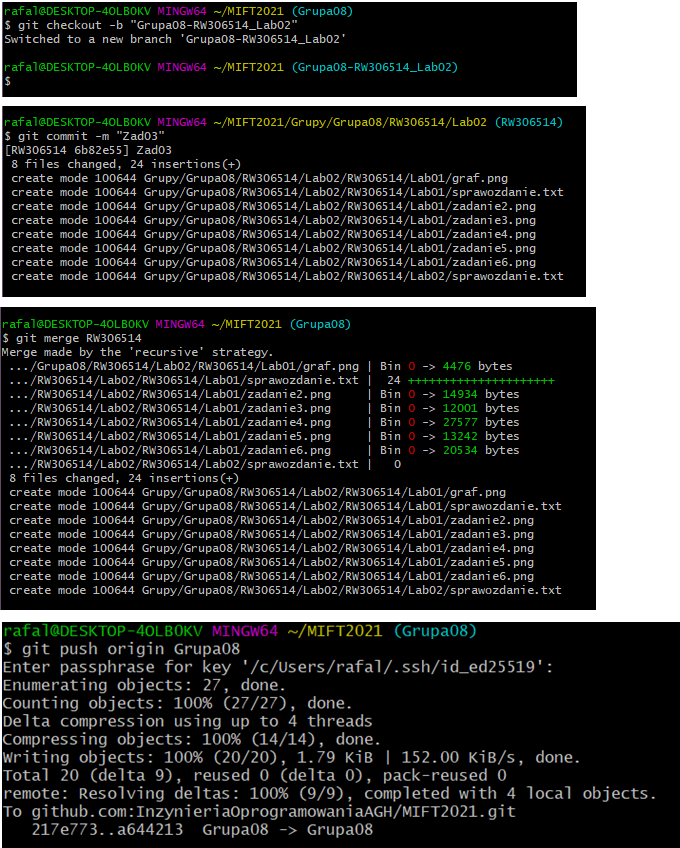 rafal@DESKTOP-4OLB0KV MINGW64 ~/MIFT2021 (Grupa08)
$ git checkout -b "Grupa08-RW306514_Lab02"
Switched to a new branch 'Grupa08-RW306514_Lab02'
rafal@DESKTOP-4OLB0KV MINGW64 ~/MIFT2021 (Grupa08-RW306514_Lab02)
$
rafal@DESKTOP-4OLB0KV MINGW64 ~/MIFT2021/Grupy/Grupa08/RW306514/Lab02 (RW306514)
$ git commit -m "Zad03"
[RW306514 6b82e55] Zad03
 8 files changed, 24 insertions(+)
 create mode 100644 Grupy/Grupa08/RW306514/Lab02/RW306514/Lab01/graf.png
 create mode 100644 Grupy/Grupa08/RW306514/Lab02/RW306514/Lab01/sprawozdanie.txt
 create mode 100644 Grupy/Grupa08/RW306514/Lab02/RW306514/Lab01/zadanie2.png
 create mode 100644 Grupy/Grupa08/RW306514/Lab02/RW306514/Lab01/zadanie3.png
 create mode 100644 Grupy/Grupa08/RW306514/Lab02/RW306514/Lab01/zadanie4.png
 create mode 100644 Grupy/Grupa08/RW306514/Lab02/RW306514/Lab01/zadanie5.png
 create mode 100644 Grupy/Grupa08/RW306514/Lab02/RW306514/Lab01/zadanie6.png
 create mode 100644 Grupy/Grupa08/RW306514/Lab02/RW306514/Lab02/sprawozdanie.txt
rafal@DESKTOP-4OLB0KV MINGW64 ~/MIFT2021 (Grupa08)
$ git merge RW306514
Merge made by the 'recursive' strategy.
 .../Grupa08/RW306514/Lab02/RW306514/Lab01/graf.png | Bin 0 -> 4476 bytes
 .../RW306514/Lab02/RW306514/Lab01/sprawozdanie.txt |  24 +++++++++++++++++++++
 .../RW306514/Lab02/RW306514/Lab01/zadanie2.png     | Bin 0 -> 14934 bytes
 .../RW306514/Lab02/RW306514/Lab01/zadanie3.png     | Bin 0 -> 12001 bytes
 .../RW306514/Lab02/RW306514/Lab01/zadanie4.png     | Bin 0 -> 27577 bytes
 .../RW306514/Lab02/RW306514/Lab01/zadanie5.png     | Bin 0 -> 13242 bytes
 .../RW306514/Lab02/RW306514/Lab01/zadanie6.png     | Bin 0 -> 20534 bytes
 .../RW306514/Lab02/RW306514/Lab02/sprawozdanie.txt |   0
 8 files changed, 24 insertions(+)
 create mode 100644 Grupy/Grupa08/RW306514/Lab02/RW306514/Lab01/graf.png
 create mode 100644 Grupy/Grupa08/RW306514/Lab02/RW306514/Lab01/sprawozdanie.txt
 create mode 100644 Grupy/Grupa08/RW306514/Lab02/RW306514/Lab01/zadanie2.png
 create mode 100644 Grupy/Grupa08/RW306514/Lab02/RW306514/Lab01/zadanie3.png
 create mode 100644 Grupy/Grupa08/RW306514/Lab02/RW306514/Lab01/zadanie4.png
 create mode 100644 Grupy/Grupa08/RW306514/Lab02/RW306514/Lab01/zadanie5.png
 create mode 100644 Grupy/Grupa08/RW306514/Lab02/RW306514/Lab01/zadanie6.png
 create mode 100644 Grupy/Grupa08/RW306514/Lab02/RW306514/Lab02/sprawozdanie.txt
rafal@DESKTOP-4OLB0KV MINGW64 ~/MIFT2021 (Grupa08)
$ git push origin Grupa08
Enter passphrase for key '/c/Users/rafal/.ssh/id_ed25519':
Enumerating objects: 27, done.
Counting objects: 100% (27/27), done.
Delta compression using up to 4 threads
Compressing objects: 100% (14/14), done.
Writing objects: 100% (20/20), 1.79 KiB | 152.00 KiB/s, done.
Total 20 (delta 9), reused 0 (delta 0), pack-reused 0
remote: Resolving deltas: 100% (9/9), completed with 4 local objects.
To github.com:InzynieriaOprogramowaniaAGH/MIFT2021.git
   217e773..a644213  Grupa08 -> Grupa08